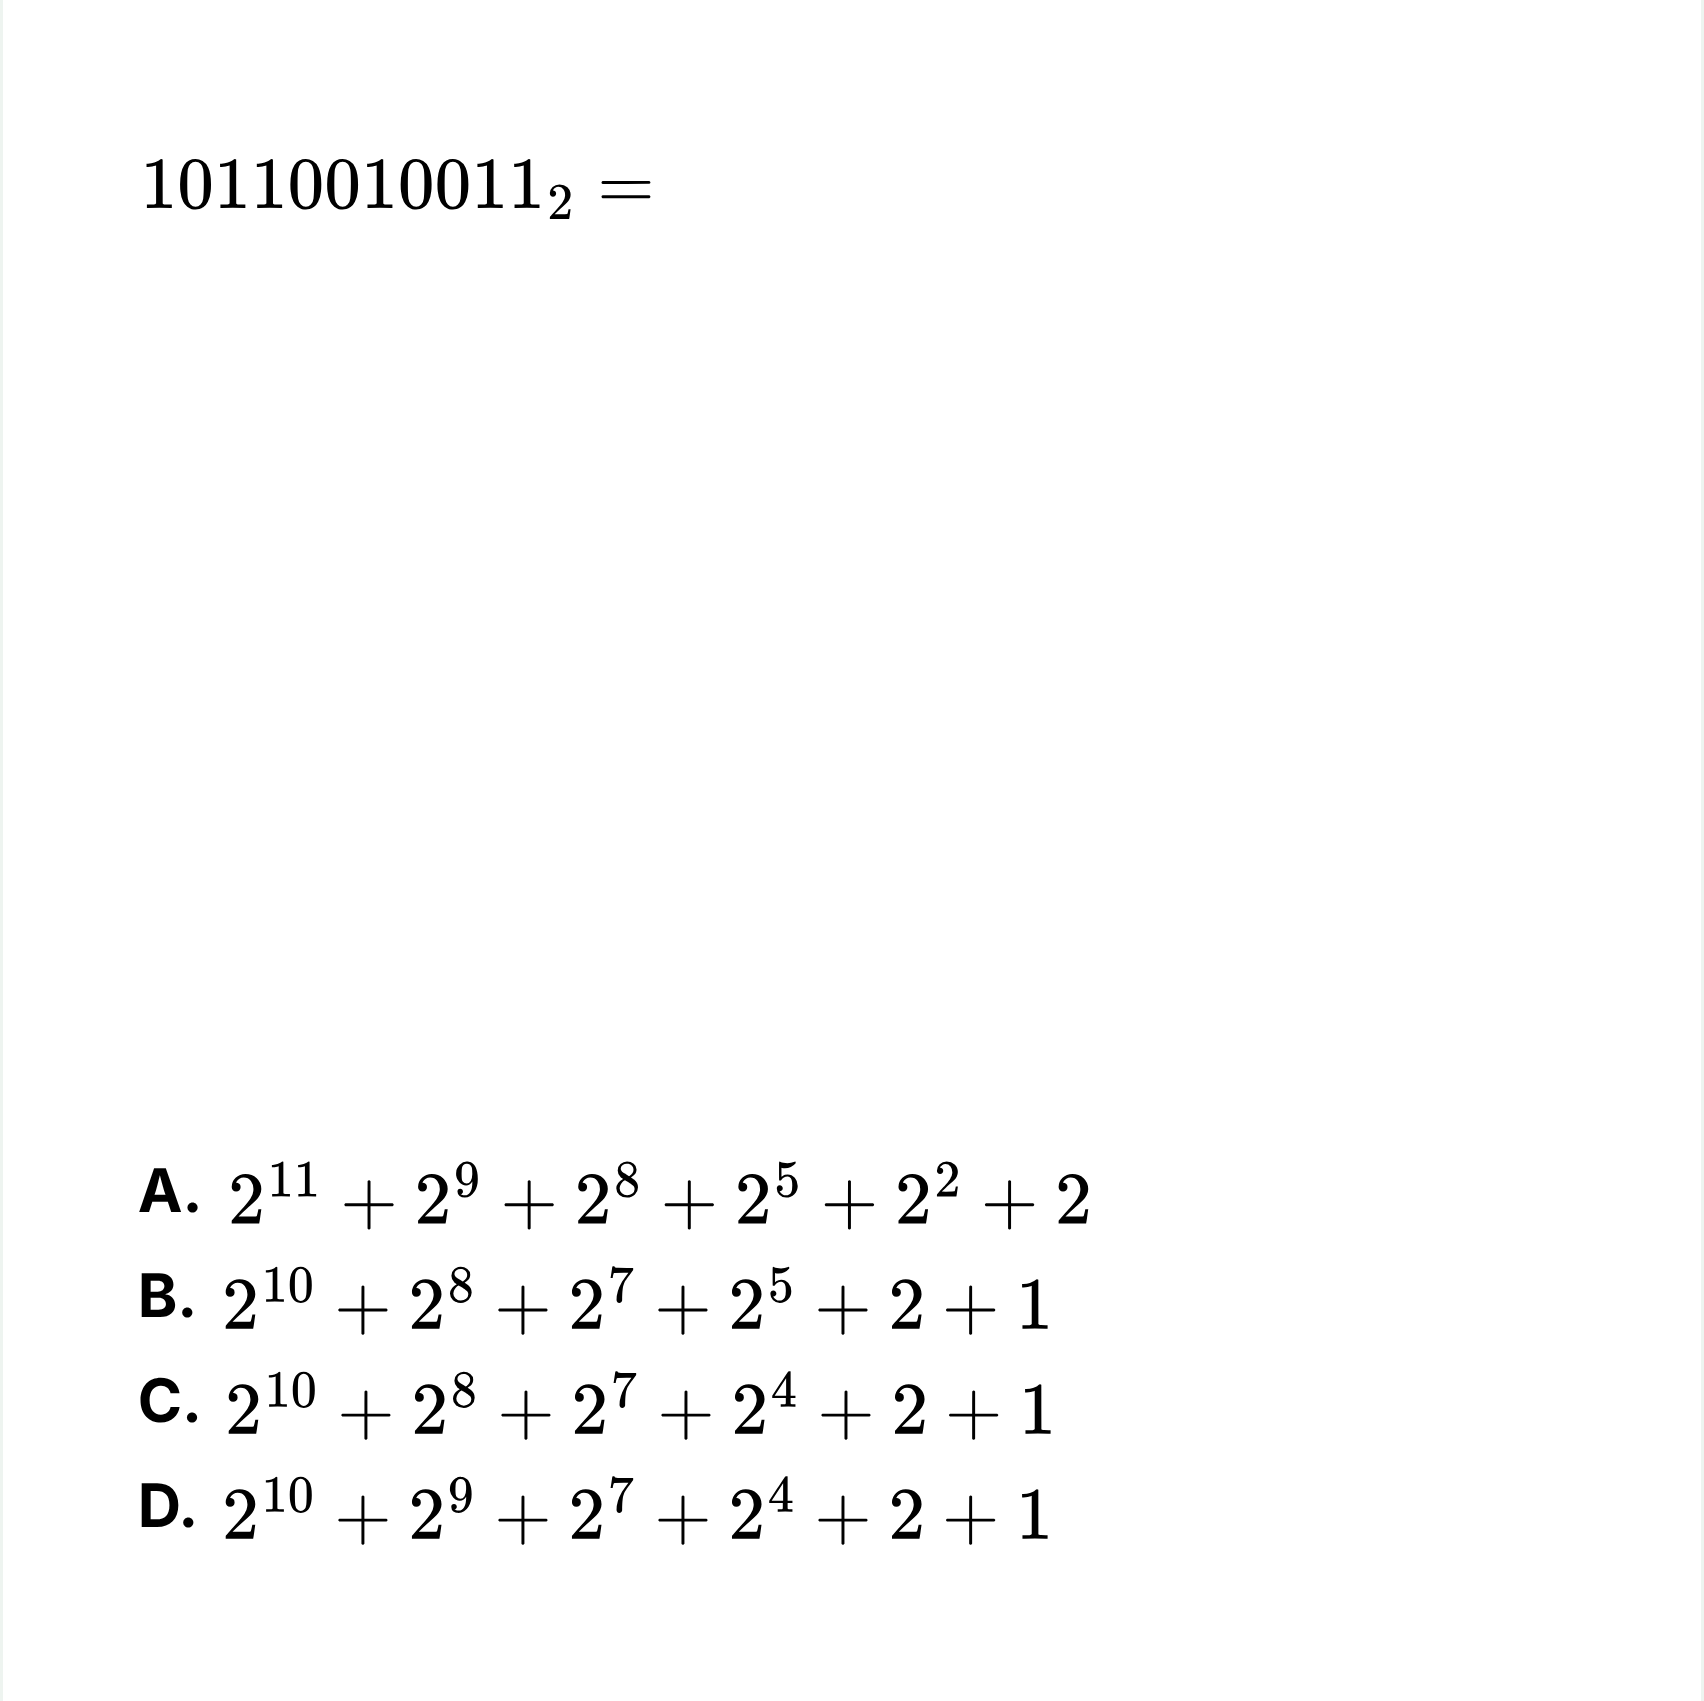 10110010011₂ =
A. 2¹¹ + 2⁹ + 2⁸ + 2⁵ + 2² + 2
B. 2¹⁰ + 2⁸ + 2⁷ + 2⁵ + 2 + 1
C. 2¹⁰ + 2⁸ + 2⁷ + 2⁴ + 2 + 1
D. 2¹⁰ + 2⁹ + 2⁷ + 2⁴ + 2 + 1